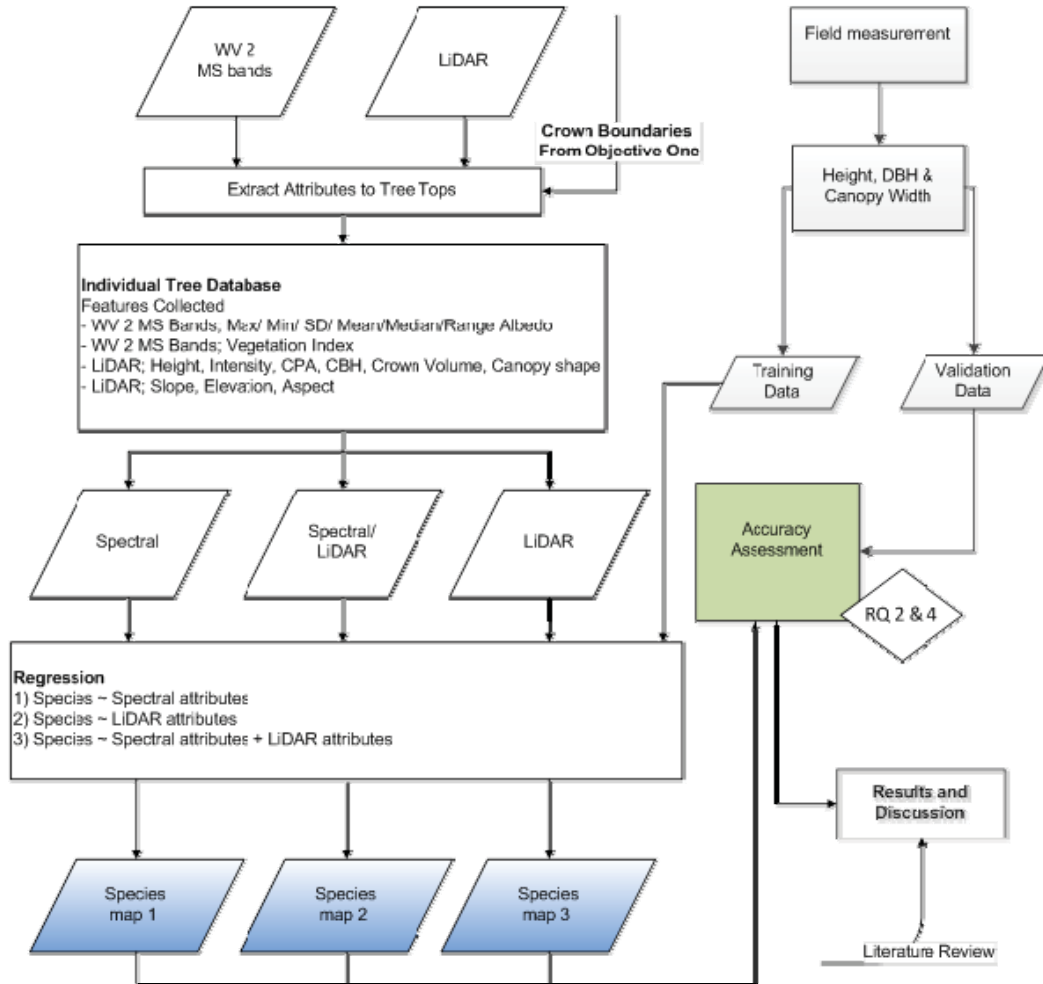 WV 2
MS bands
LiDAR
Crown Boundaries
From Objective One
Field measurement
Extract Attributes to Tree Tops
Height, DBH &
Canopy Width
Individual Tree Database
Features Collected
- WV 2 MS Bands, Max/ Min/ SD/ Mean/Median/Range Albedo
- WV 2 MS Bands; Vegetation Index
- LiDAR; Height, Intensity, CPA, CBH, Crown Volume, Canopy shape
- LiDAR; Slope, Elevation, Aspect
Training
Data
Validation
Data
Spectral
Spectral/
LiDAR
LiDAR
Accuracy
Assessment
RQ 2 & 4
Regression
1) Species ~ Spectral attributes
2) Species ~ LiDAR attributes
3) Species ~ Spectral attributes + LiDAR attributes
Results and
Discussion
Species
map 1
Species
map 2
Species
map 3
Literature Review